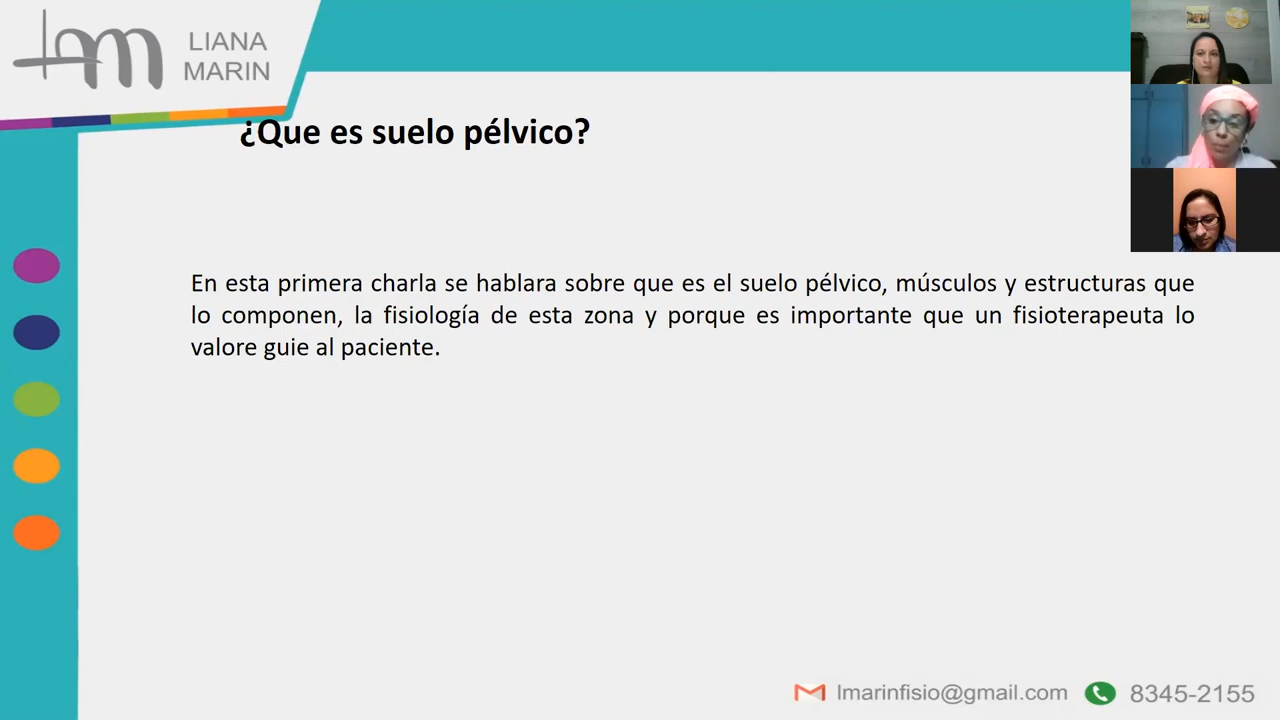 LIANA
MARIN
¿Que es suelo pélvico?
En esta primera charla se hablara sobre que es el suelo pélvico, músculos y estructuras que
lo componen, la fisiología de esta zona y porque es importante que un fisioterapeuta lo
valore guie al paciente.
lmarinfisio@gmail.com
8345-2155